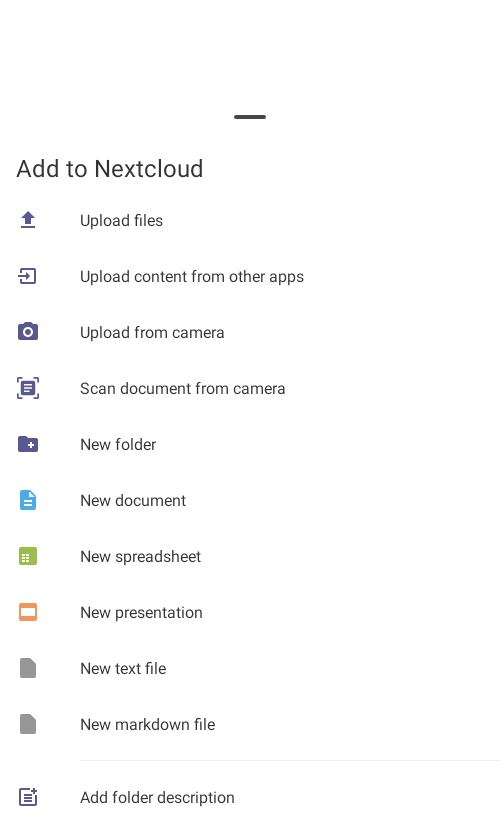 Add to Nextcloud
Upload files
Upload content from other apps
Upload from camera
Scan document from camera
New folder
New document
New spreadsheet
New presentation
New text file
New markdown file
Add folder description